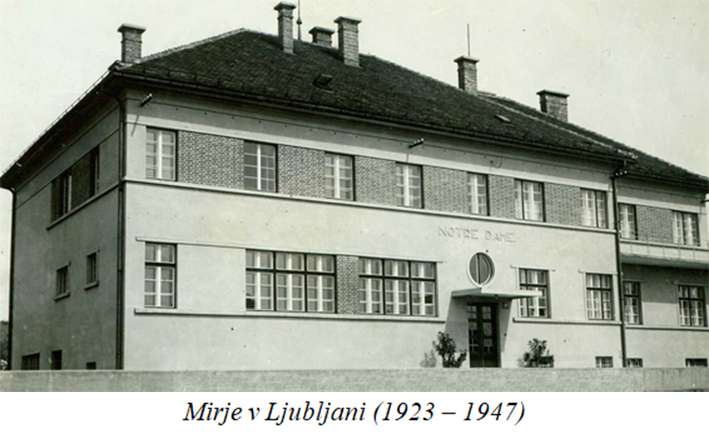 NOTRE DAME
Mirje v Ljubljani (1923 – 1947)